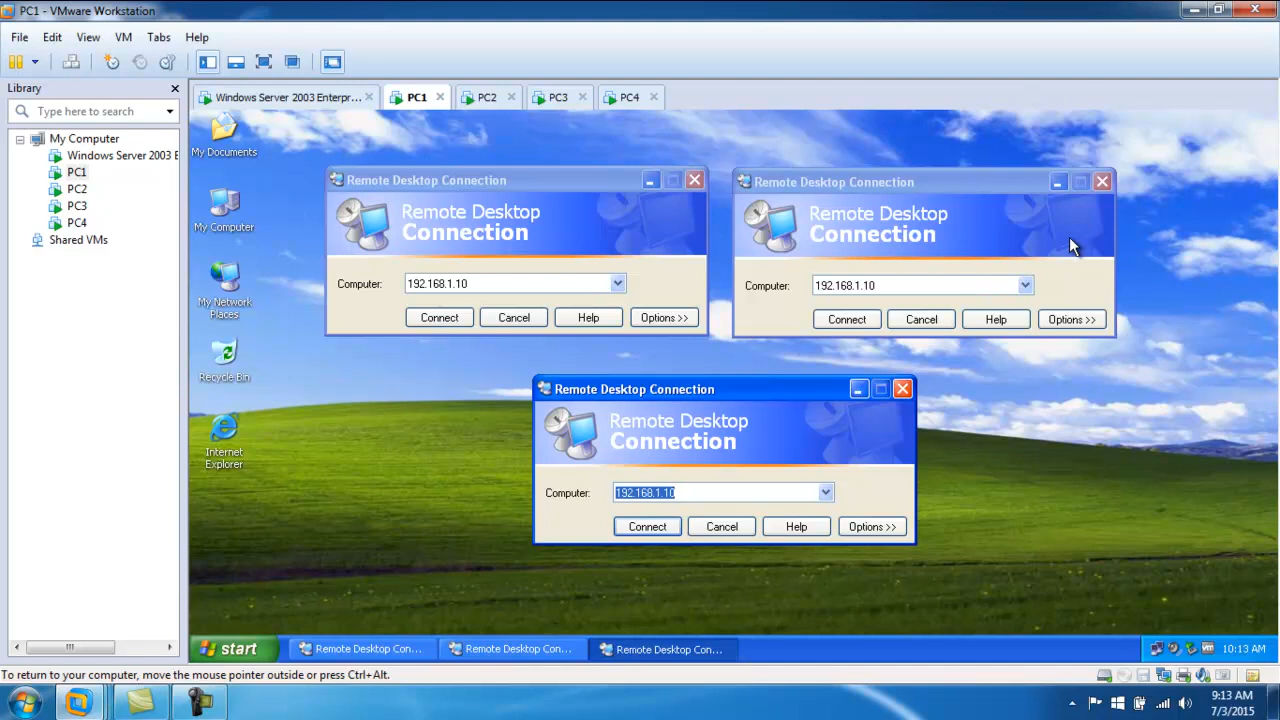 PC1 - VMware Workstation
File Edit View VM Tabs Help
Library
Type here to search
My Computer
Windows Server 2003 E
PC1
PC2
PC3
PC4
Shared VMs
Windows Server 2003 Enterpr... PC1 PC2 PC3 PC4
My Documents
My Computer
My Network
Places
Recycle Bin
Internet
Explorer
Remote Desktop Connection
Remote Desktop
Connection
Computer: 192.168.1.10
Connect Cancel Help Options >>
Remote Desktop Connection
Remote Desktop
Connection
Computer: 192.168.1.10
Connect Cancel Help Options >>
Remote Desktop Connection
Remote Desktop
Connection
Computer: 192.168.1.10
Connect Cancel Help Options >>
start Remote Desktop Con... Remote Desktop Con... Remote Desktop Con... 10:13 AM
To return to your computer, move the mouse pointer outside or press Ctrl+Alt.
9:13 AM
7/3/2015